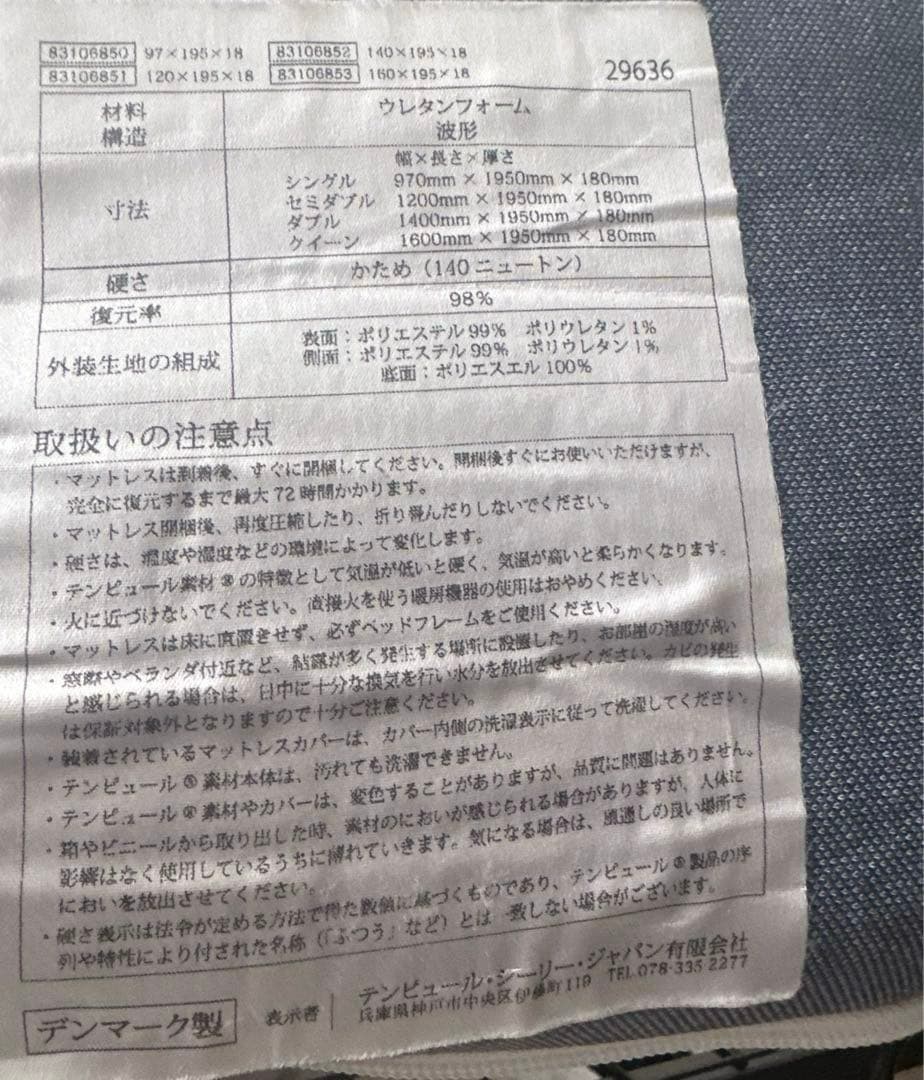 83106850 97×195×18 83106852 140×195×18
83106851 120×195×18 83106853 160×195×18
29636
材料 ウレタンフォーム
構造 波形
幅×長さ×厚さ
寸法
シングル 970mm × 1950mm × 180mm
セミダブル 1200mm × 1950mm × 180mm
ダブル 1400mm × 1950mm × 180mm
クイーン 1600mm × 1950mm × 180mm
硬さ かため（140ニュートン）
復元率 98%
外装生地の組成
表面：ポリエステル99% ポリウレタン1%
側面：ポリエステル99% ポリウレタン1%
底面：ポリエスエル100%
取扱いの注意点
・マットレスは到着後、すぐに開梱してください。開梱後すぐにお使いいただけますが、
完全に復元するまで最大72時間かかります。
・マットレス開梱後、再度圧縮したり、折り畳んだりしないでください。
・硬さは、温度や湿度などの環境によって変化します。
・テンピュール素材®の特徴として気温が低いと硬く、気温が高いと柔らかくなります。
・火に近づけないでください。直接火を使う暖房機器の使用はおやめください。
・マットレスは床に直置きせず、必ずベッドフレームをご使用ください。
・窓際やベランダ付近など、結露が多く発生する場所に設置したり、お部屋の湿度が高い
と感じられる場合は、日中に十分な換気を行い水分を放出させてください。カビの発生
は保証対象外となりますので十分ご注意ください。
・装着されているマットレスカバーは、カバー内側の洗濯表示に従って洗濯してください。
・テンピュール®素材本体は、汚れても洗濯できません。
・テンピュール®素材やカバーは、変色することがありますが、品質に問題はありません。
・箱やビニールから取り出した時、素材のにおいが感じられる場合がありますが、人体に
影響はなく使用しているうちに薄れていきます。気になる場合は、風通しの良い場所で
においを放出させてください。
・硬さ表示は法令が定める方法で得た数値に基づくものであり、テンピュール®製品の序
列や特性により付された名称（「ふつう」など）とは一致しない場合がございます。
デンマーク製
表示者
テンピュール・シーリー・ジャパン有限会社
兵庫県神戸市中央区伊藤町119 TEL 078-335-2277